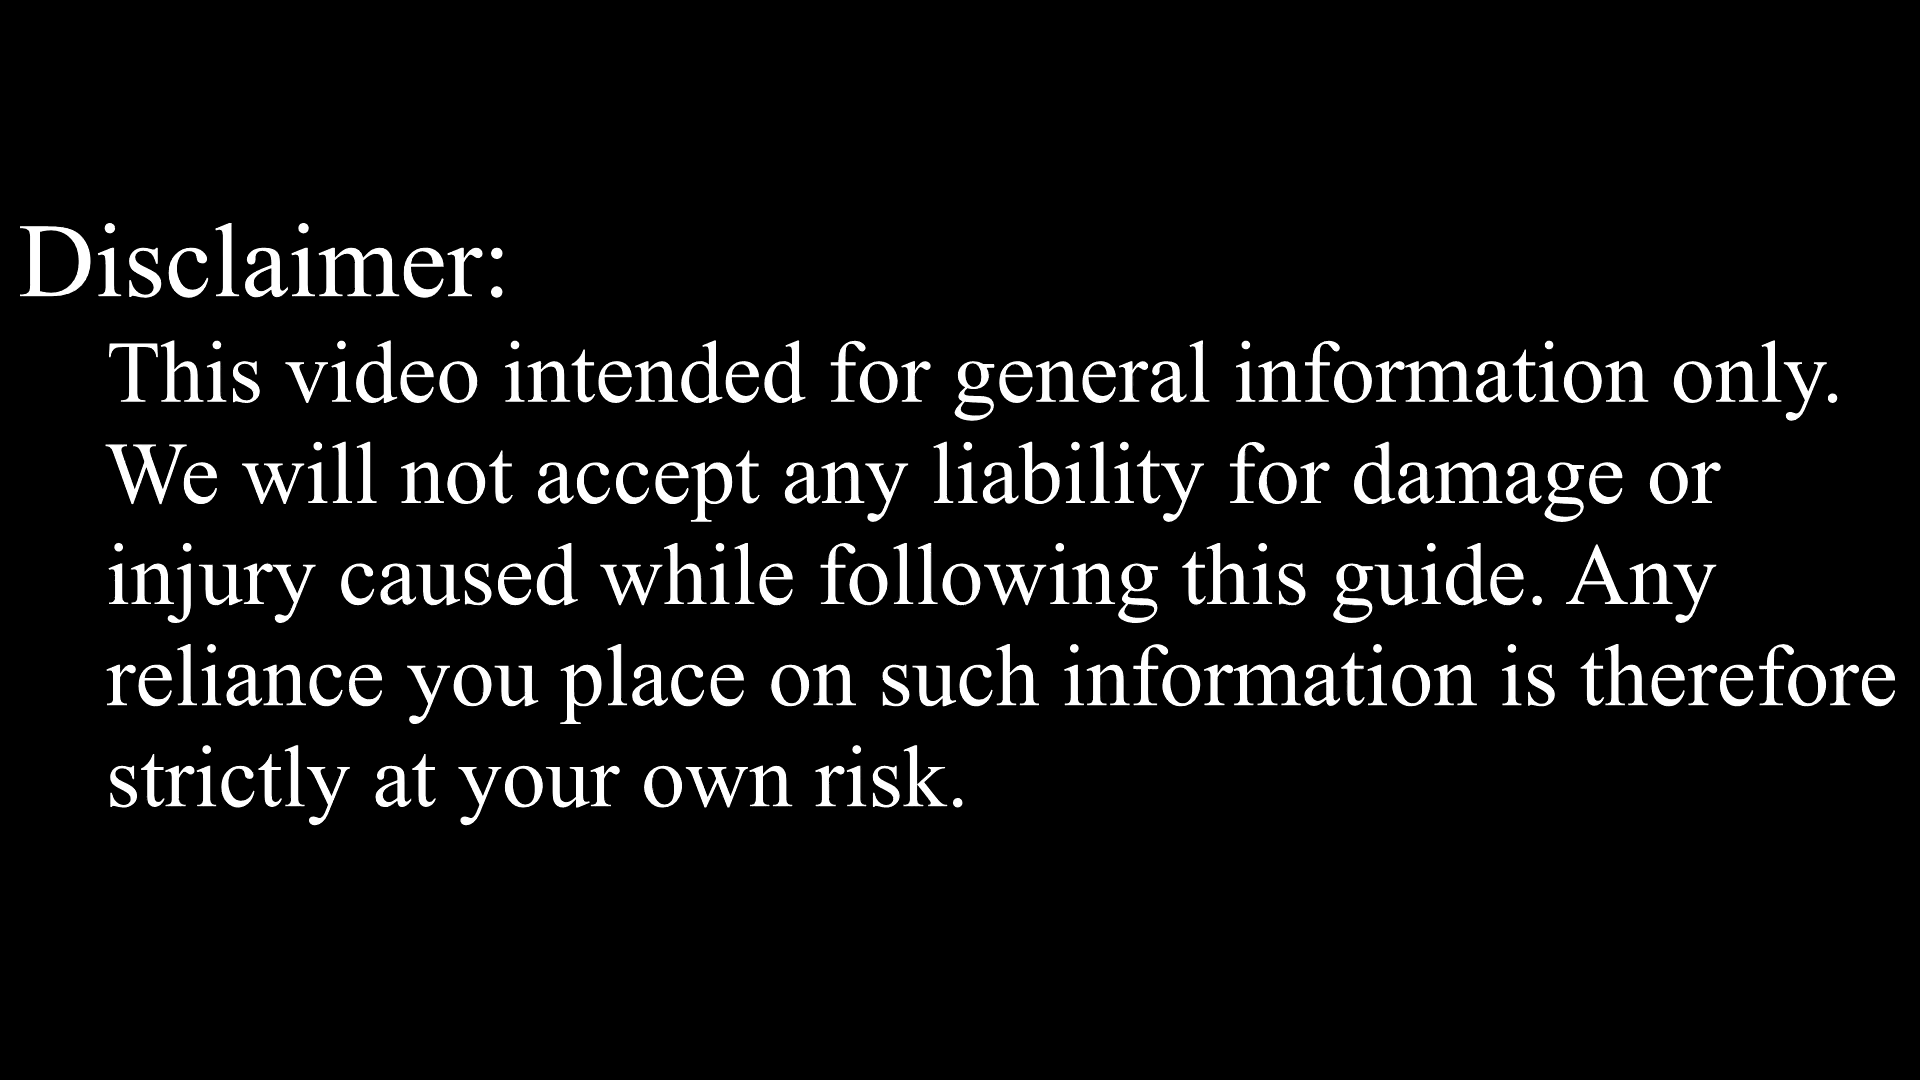 Disclaimer:
This video intended for general information only.
We will not accept any liability for damage or
injury caused while following this guide. Any
reliance you place on such information is therefore
strictly at your own risk.